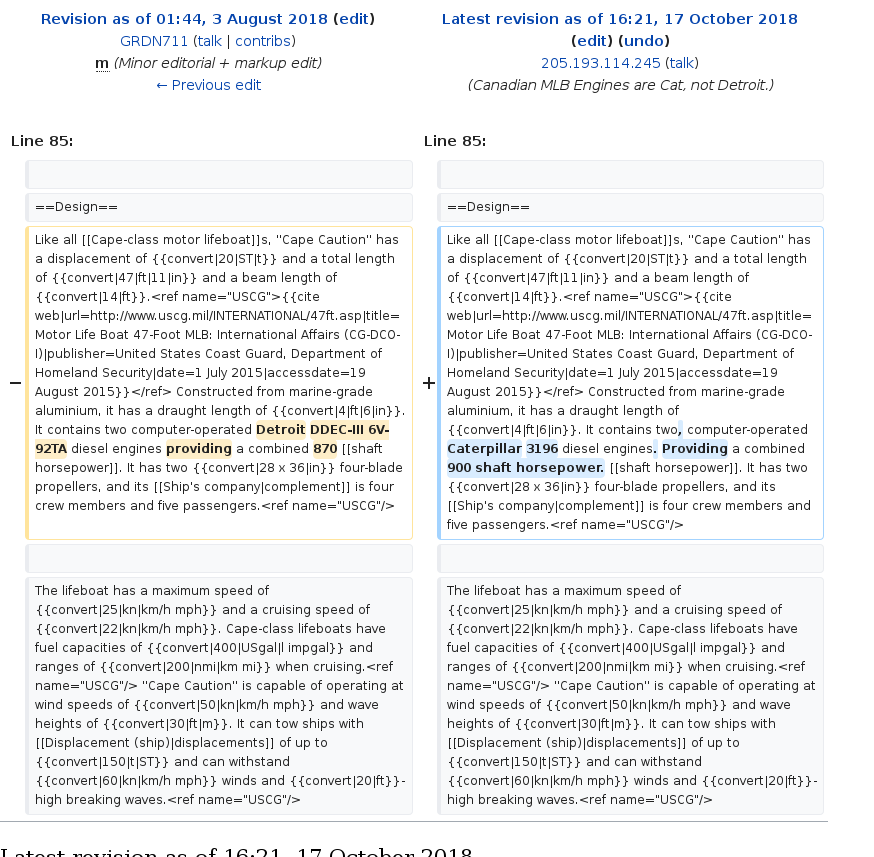 Revision as of 01:44, 3 August 2018 (edit)
GRDN711 (talk | contribs)
m (Minor editorial + markup edit)
← Previous edit
Latest revision as of 16:21, 17 October 2018
(edit) (undo)
205.193.114.245 (talk)
(Canadian MLB Engines are Cat, not Detroit.)
Line 85:
Line 85:
==Design==
==Design==
−
Like all [[Cape-class motor lifeboat]]s, ''Cape Caution'' has
a displacement of {{convert|20|ST|t}} and a total length
of {{convert|47|ft|11|in}} and a beam length of
{{convert|14|ft}}.<ref name="USCG">{{cite
web|url=http://www.uscg.mil/INTERNATIONAL/47ft.asp|title=
Motor Life Boat 47-Foot MLB: International Affairs (CG-DCO-
I)|publisher=United States Coast Guard, Department of
Homeland Security|date=1 July 2015|accessdate=19
August 2015}}</ref> Constructed from marine-grade
aluminium, it has a draught length of {{convert|4|ft|6|in}}.
It contains two computer-operated Detroit DDEC-III 6V-
92TA diesel engines providing a combined 870 [[shaft
horsepower]]. It has two {{convert|28 x 36|in}} four-blade
propellers, and its [[Ship's company|complement]] is four
crew members and five passengers.<ref name="USCG"/>
+
Like all [[Cape-class motor lifeboat]]s, ''Cape Caution'' has
a displacement of {{convert|20|ST|t}} and a total length
of {{convert|47|ft|11|in}} and a beam length of
{{convert|14|ft}}.<ref name="USCG">{{cite
web|url=http://www.uscg.mil/INTERNATIONAL/47ft.asp|title=
Motor Life Boat 47-Foot MLB: International Affairs (CG-DCO-
I)|publisher=United States Coast Guard, Department of
Homeland Security|date=1 July 2015|accessdate=19
August 2015}}</ref> Constructed from marine-grade
aluminium, it has a draught length of
{{convert|4|ft|6|in}}. It contains two, computer-operated
Caterpillar 3196 diesel engines. Providing a combined
900 shaft horsepower. [[shaft horsepower]]. It has two
{{convert|28 x 36|in}} four-blade propellers, and its
[[Ship's company|complement]] is four crew members and
five passengers.<ref name="USCG"/>
The lifeboat has a maximum speed of
{{convert|25|kn|km/h mph}} and a cruising speed of
{{convert|22|kn|km/h mph}}. Cape-class lifeboats have
fuel capacities of {{convert|400|USgal|l impgal}} and
ranges of {{convert|200|nmi|km mi}} when cruising.<ref
name="USCG"/> ''Cape Caution'' is capable of operating at
wind speeds of {{convert|50|kn|km/h mph}} and wave
heights of {{convert|30|ft|m}}. It can tow ships with
[[Displacement (ship)|displacements]] of up to
{{convert|150|t|ST}} and can withstand
{{convert|60|kn|km/h mph}} winds and {{convert|20|ft}}-
high breaking waves.<ref name="USCG"/>
The lifeboat has a maximum speed of
{{convert|25|kn|km/h mph}} and a cruising speed of
{{convert|22|kn|km/h mph}}. Cape-class lifeboats have
fuel capacities of {{convert|400|USgal|l impgal}} and
ranges of {{convert|200|nmi|km mi}} when cruising.<ref
name="USCG"/> ''Cape Caution'' is capable of operating at
wind speeds of {{convert|50|kn|km/h mph}} and wave
heights of {{convert|30|ft|m}}. It can tow ships with
[[Displacement (ship)|displacements]] of up to
{{convert|150|t|ST}} and can withstand
{{convert|60|kn|km/h mph}} winds and {{convert|20|ft}}-
high breaking waves.<ref name="USCG"/>
Latest revision as of 16:21, 17 October 2018